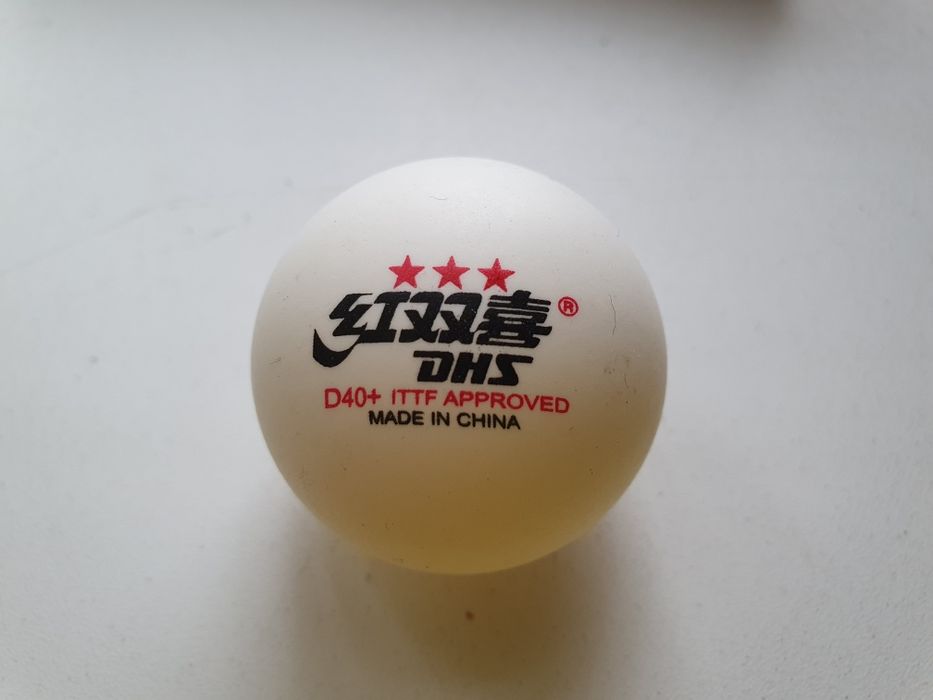 ★★★
红双喜®
DHS
D40+ ITTF APPROVED
MADE IN CHINA